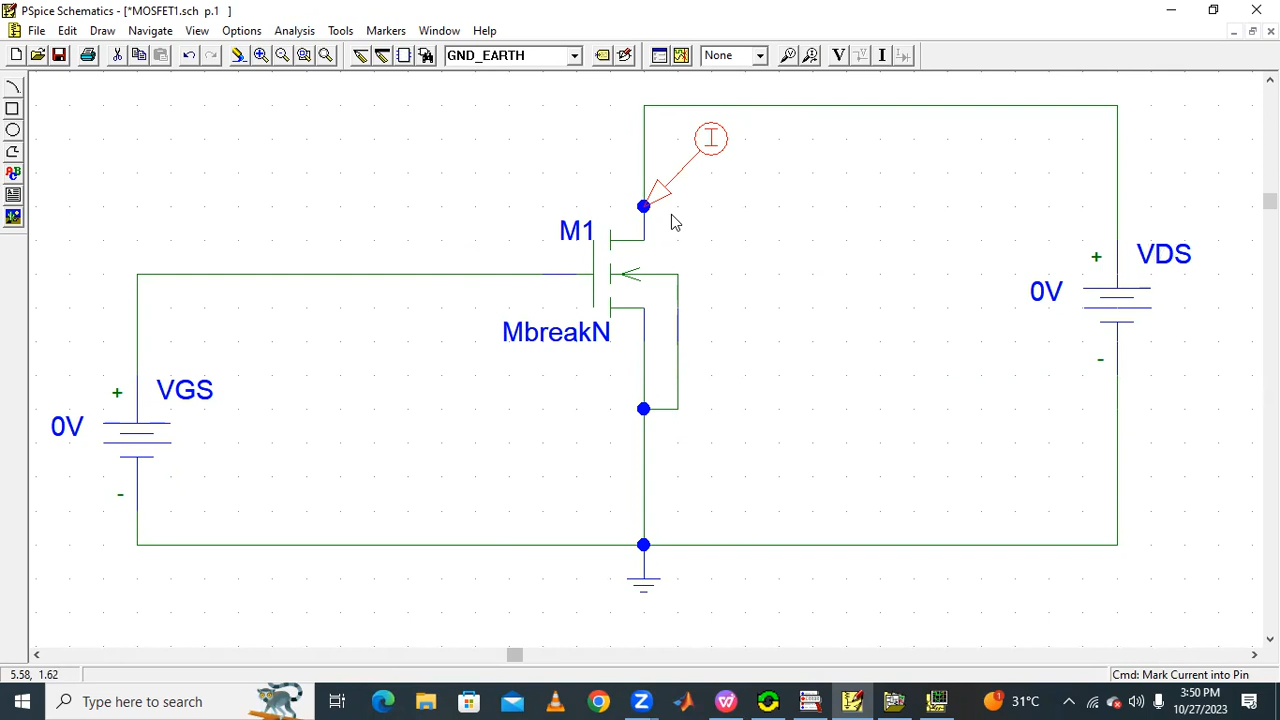 PSpice Schematics - [*MOSFET1.sch p.1 ]
File Edit Draw Navigate View Options Analysis Tools Markers Window Help
GND_EARTH None V V I
ABC
I
M1
MbreakN
+ VDS
0V
-
+ VGS
0V
-
5.58, 1.62 Cmd: Mark Current into Pin
Type here to search
31°C
3:50 PM
10/27/2023